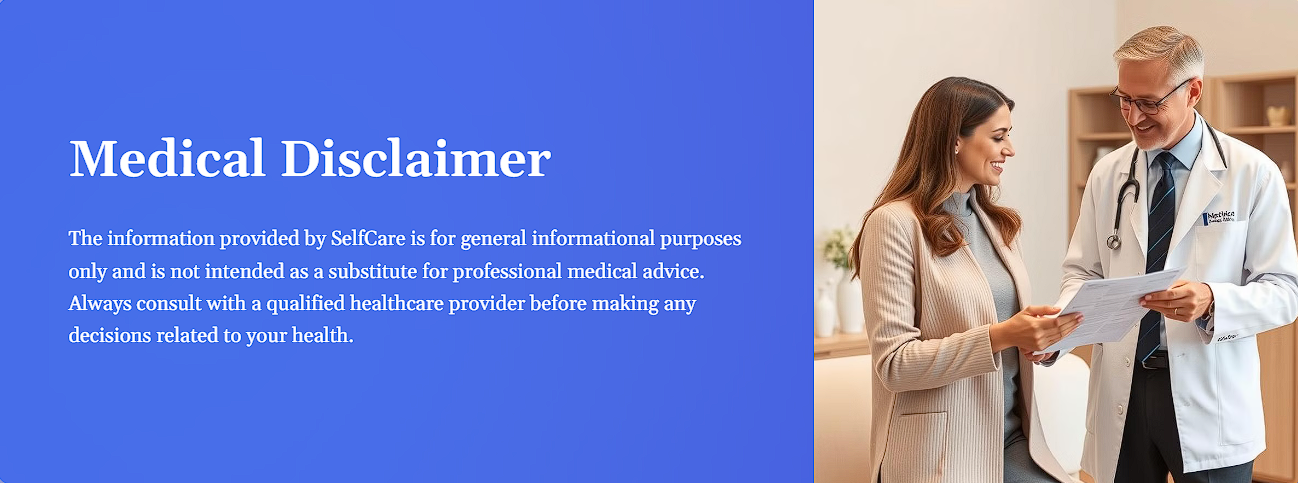 Medical Disclaimer
The information provided by SelfCare is for general informational purposes
only and is not intended as a substitute for professional medical advice.
Always consult with a qualified healthcare provider before making any
decisions related to your health.